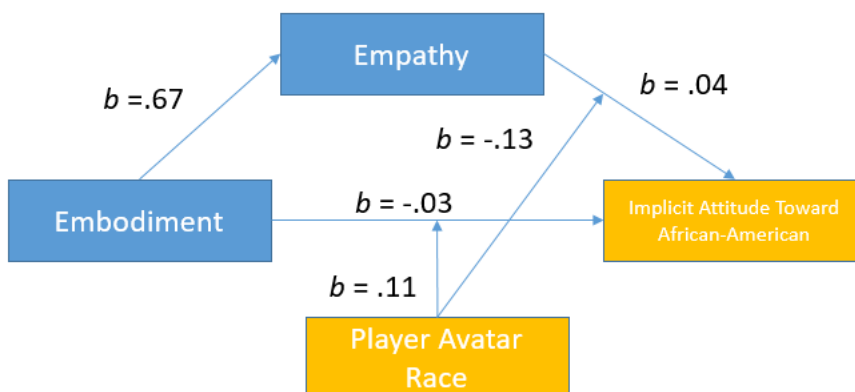 Empathy
b =.67
b = .04
b = -.13
Embodiment
b = -.03
Implicit Attitude Toward
African-American
b = .11
Player Avatar
Race